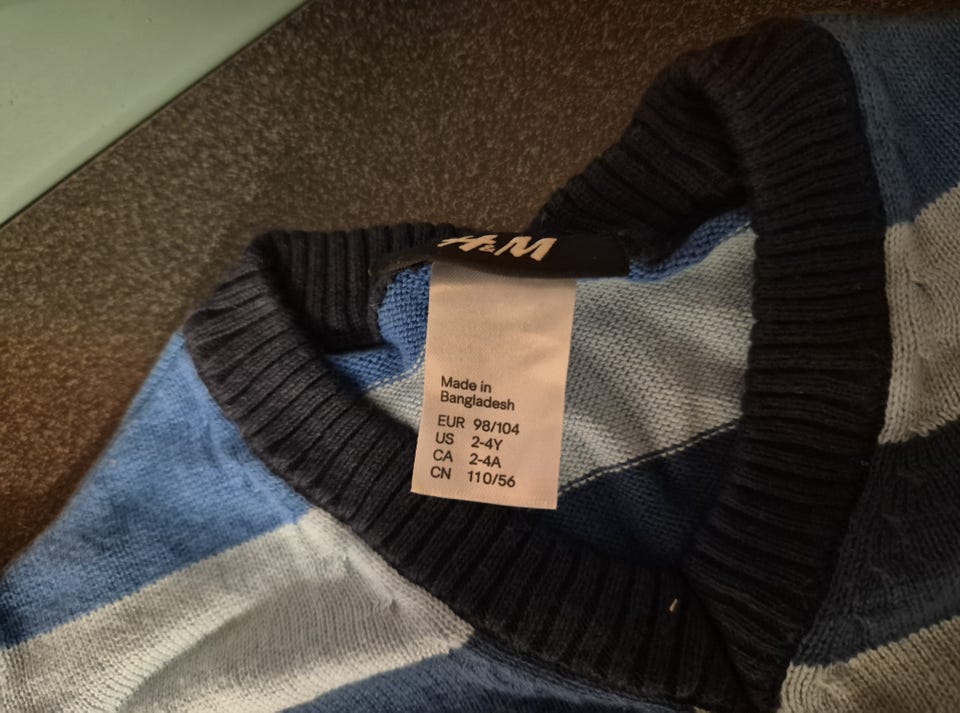 H&M
Made in
Bangladesh
EUR 98/104
US 2-4Y
CA 2-4A
CN 110/56